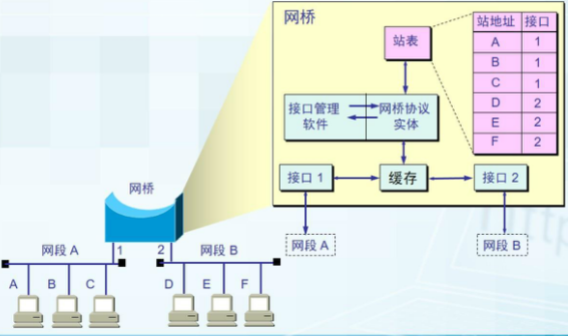 网桥
站表
站地址 接口
A 1
B 1
C 1
D 2
E 2
F 2
接口管理
软件
网桥协议
实体
接口 1
缓存
接口 2
网段 A
网段 B
网桥
网段 A
1
2
网段 B
A
B
C
D
E
F
http